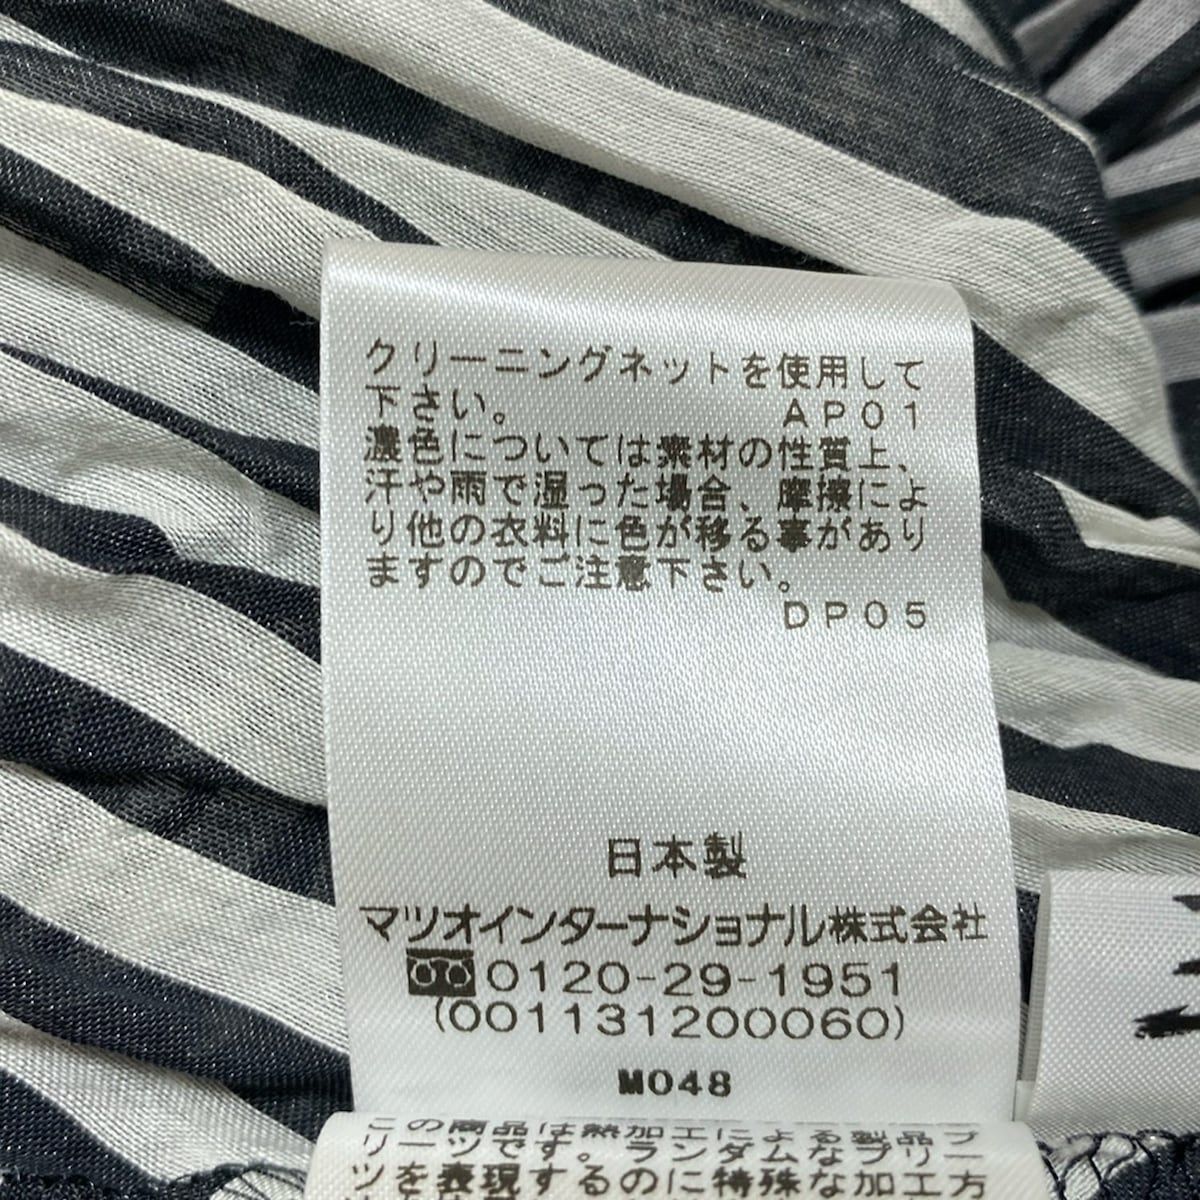 クリーニングネットを使用して
下さい。 AP01
濃色については素材の性質上、
汗や雨で湿った場合、摩擦によ
り他の衣料に色が移る事があり
ますのでご注意下さい。
DP05
日本製
マツオインターナショナル株式会社
0120-29-1951
(001131200060)
M048
この商品は熱加工による製品プ
リーツです。ランダムなプリー
ツを表現するのに特殊な加工方